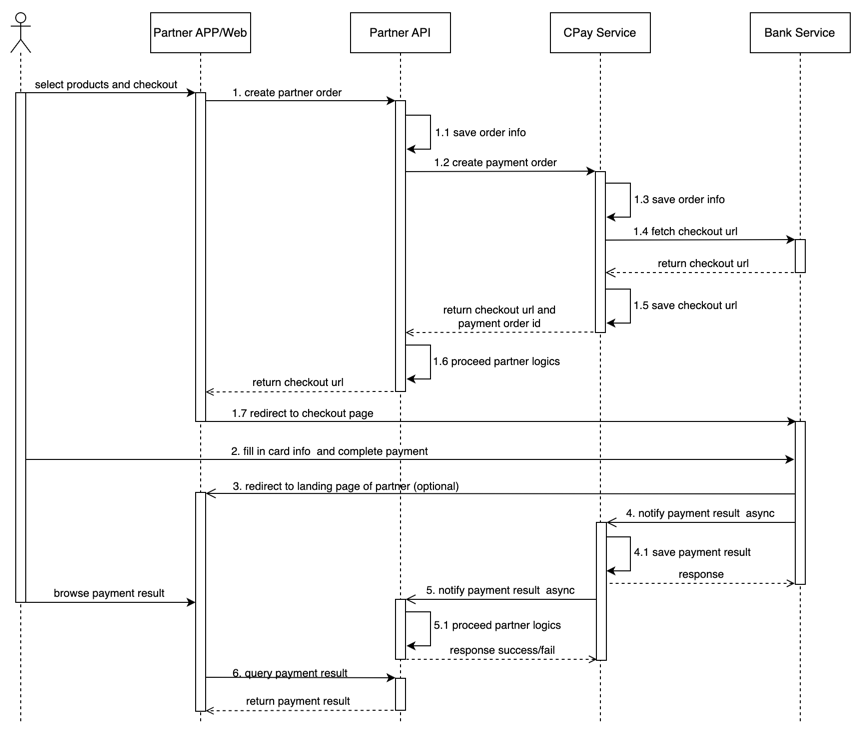 Partner APP/Web
Partner API
CPay Service
Bank Service
select products and checkout
1. create partner order
1.1 save order info
1.2 create payment order
1.3 save order info
1.4 fetch checkout url
return checkout url
1.5 save checkout url
return checkout url and
payment order id
1.6 proceed partner logics
return checkout url
1.7 redirect to checkout page
2. fill in card info  and complete payment
3. redirect to landing page of partner (optional)
4. notify payment result  async
4.1 save payment result
response
browse payment result
5. notify payment result  async
5.1 proceed partner logics
response success/fail
6. query payment result
return payment result